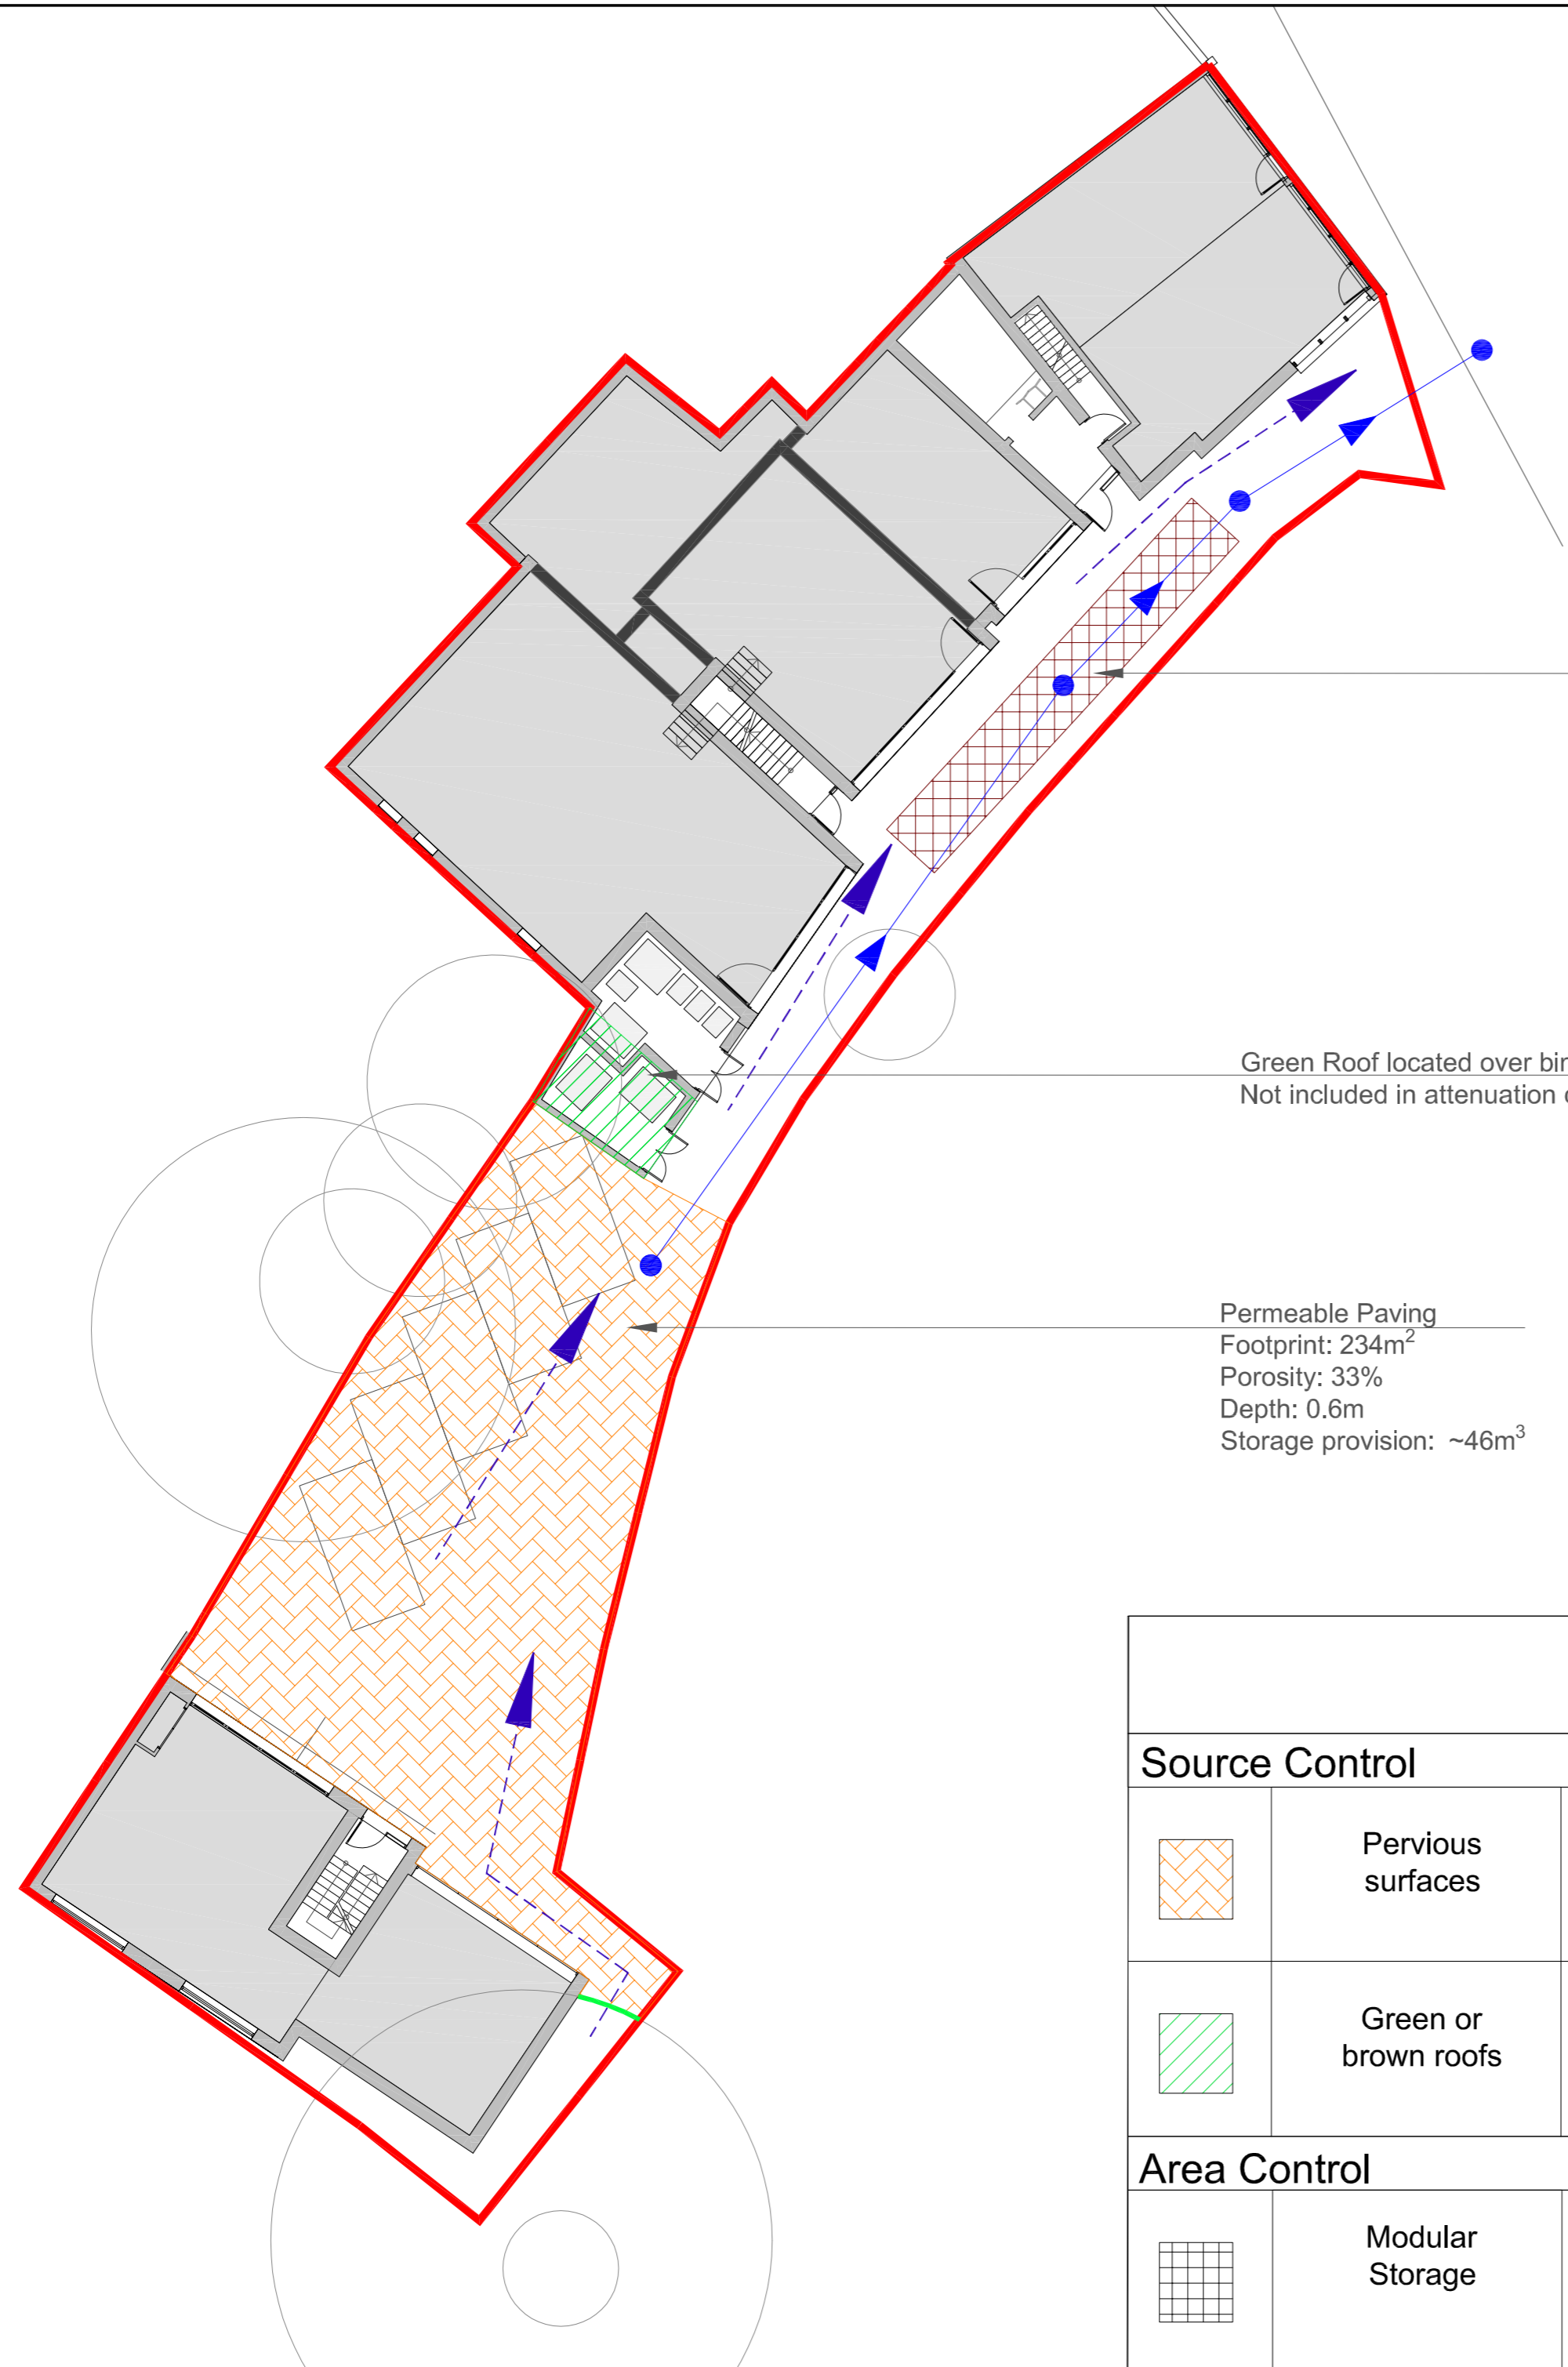 Green Roof located over bin
Not included in attenuation
Permeable Paving
Footprint: 234m²
Porosity: 33%
Depth: 0.6m
Storage provision: ~46m³
Source Control
Pervious
surfaces
Green or
brown roofs
Area Control
Modular
Storage